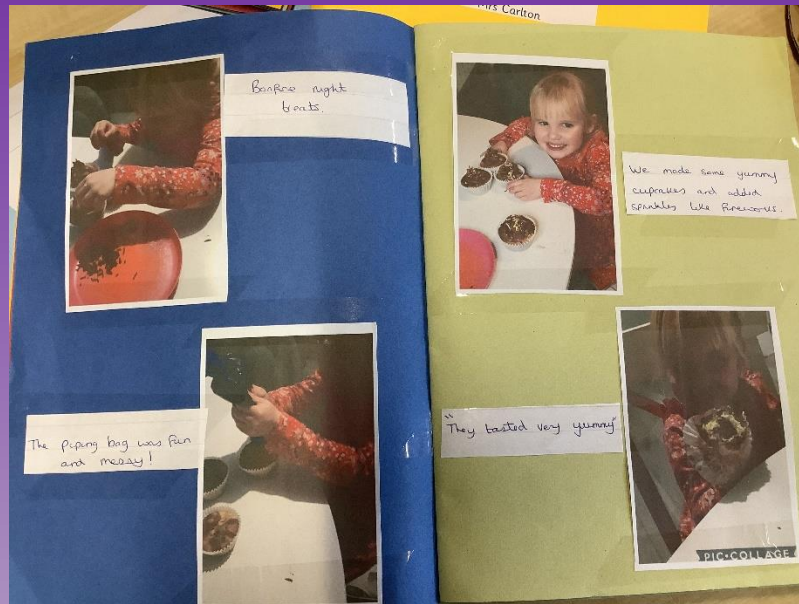 Mrs Carlton
Bonfire night
treats.
The piping bag was fun
and messy!
We made some yummy
cupcakes and added
sprinkles like fireworks.
"They tasted very yummy"
PIC•COLLAGE